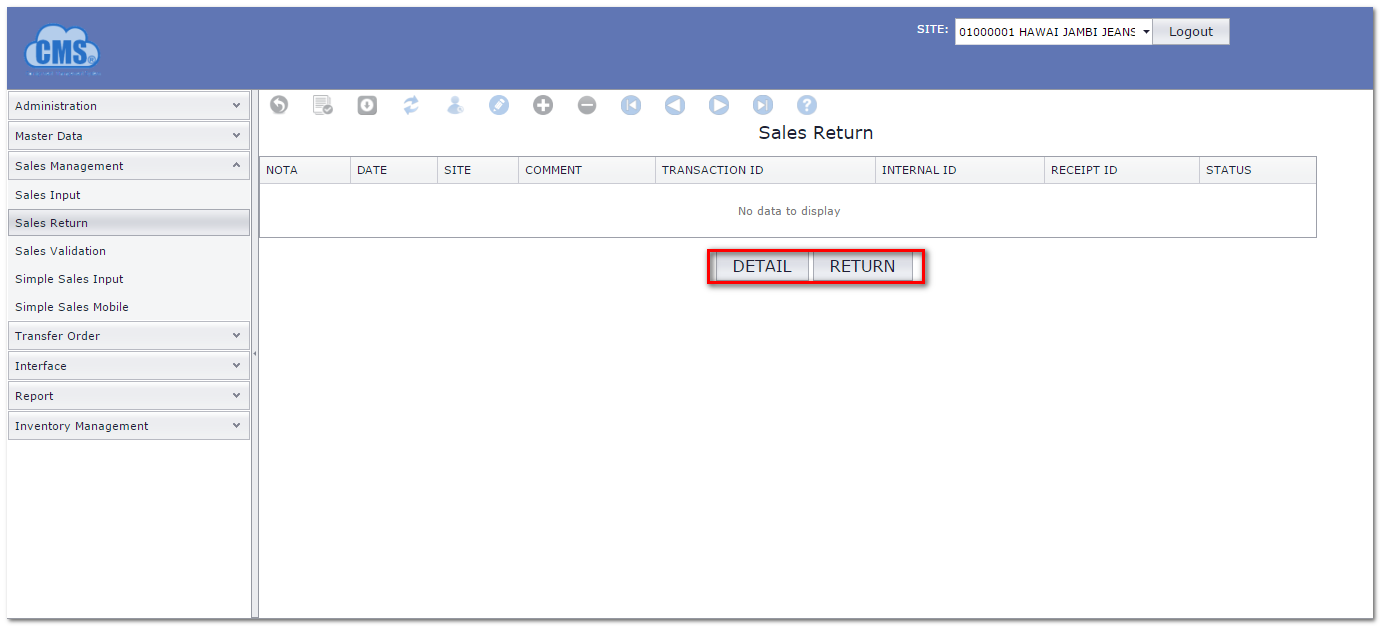 SITE: 01000001 HAWAI JAMBI JEANS Logout
CMS®
Administration
Master Data
Sales Management
Sales Input
Sales Return
Sales Validation
Simple Sales Input
Simple Sales Mobile
Transfer Order
Interface
Report
Inventory Management
Sales Return
NOTA DATE SITE COMMENT TRANSACTION ID INTERNAL ID RECEIPT ID STATUS
No data to display
DETAIL RETURN